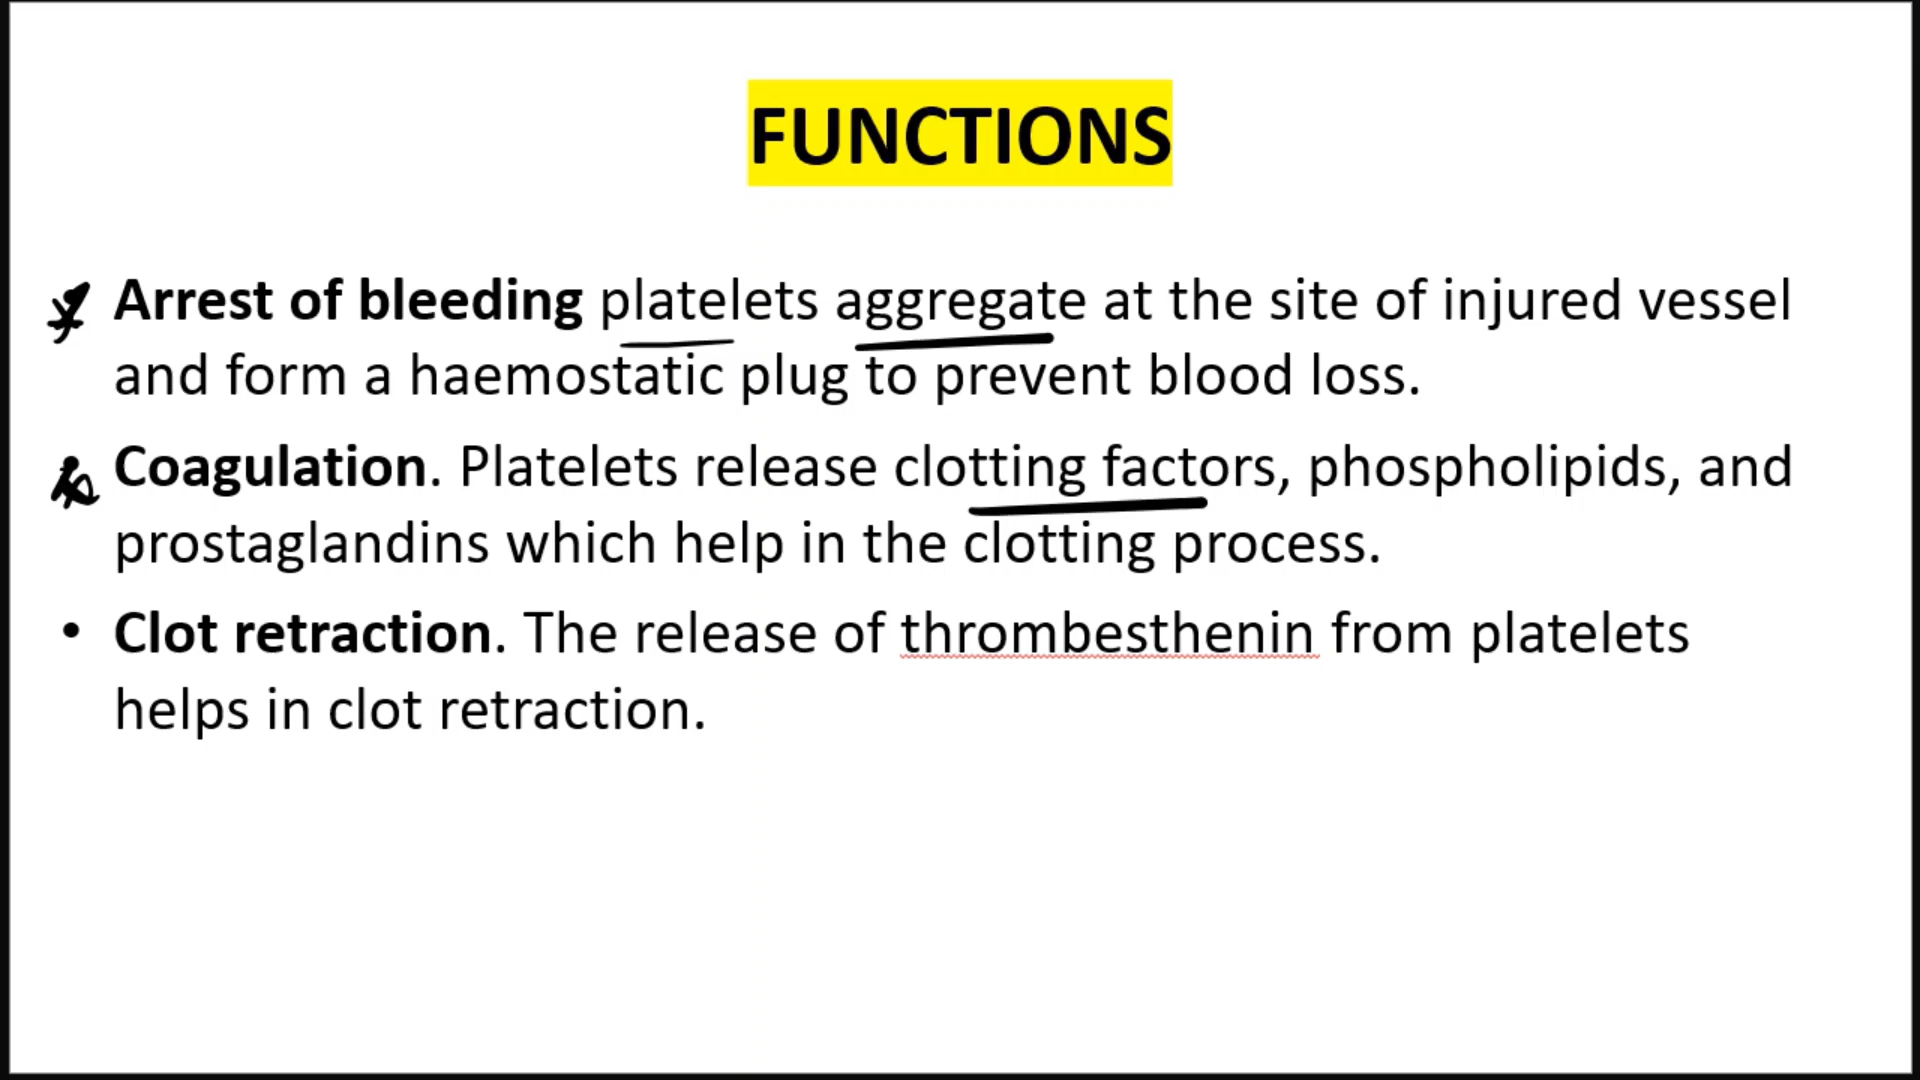 FUNCTIONS
Arrest of bleeding platelets aggregate at the site of injured vessel
and form a haemostatic plug to prevent blood loss.
Coagulation. Platelets release clotting factors, phospholipids, and
prostaglandins which help in the clotting process.
• Clot retraction. The release of thrombesthenin from platelets
helps in clot retraction.